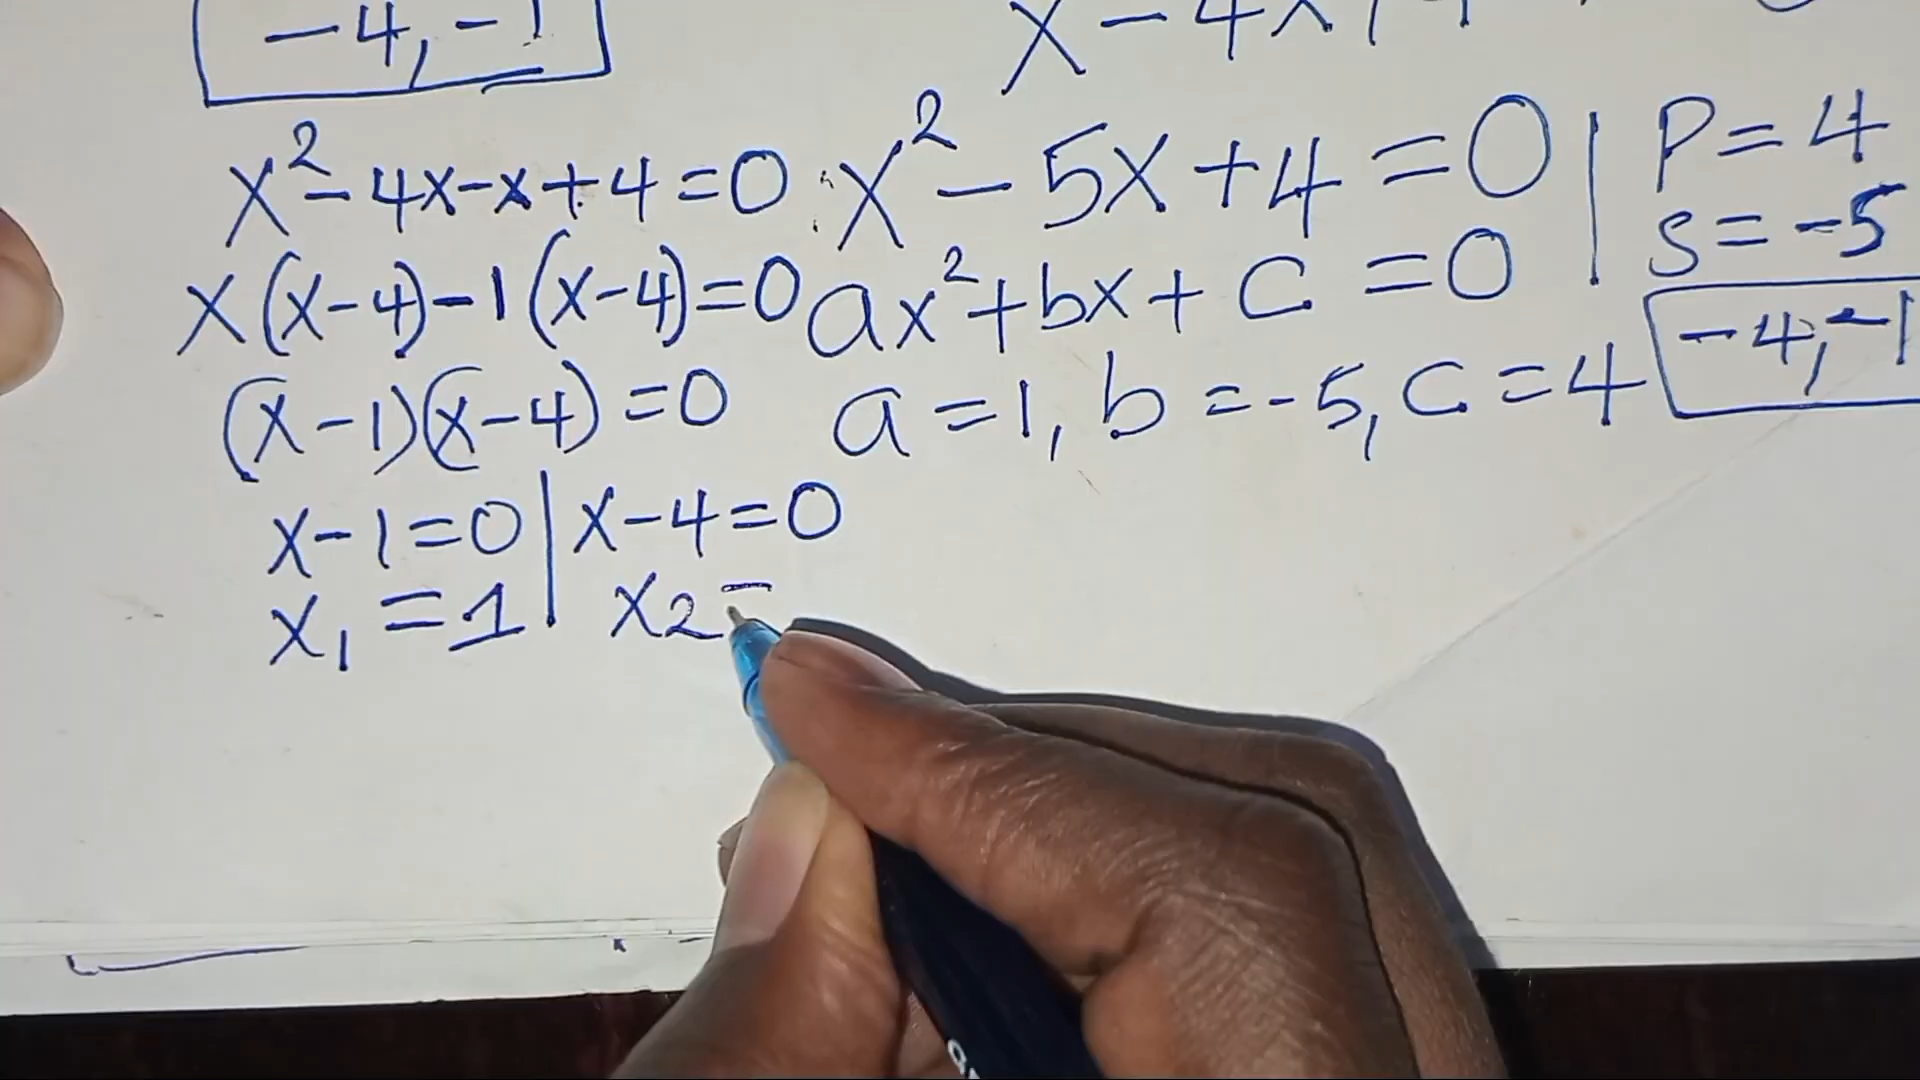 -4, -1
x² - 4x - x + 4 = 0
x(x-4) - 1(x-4) = 0
(x-1)(x-4) = 0
x-1=0 | x-4=0
x₁ = 1 | x₂ =
x² - 5x + 4 = 0
ax² + bx + c = 0
a = 1, b = -5, c = 4
P = 4
S = -5
-4, -1